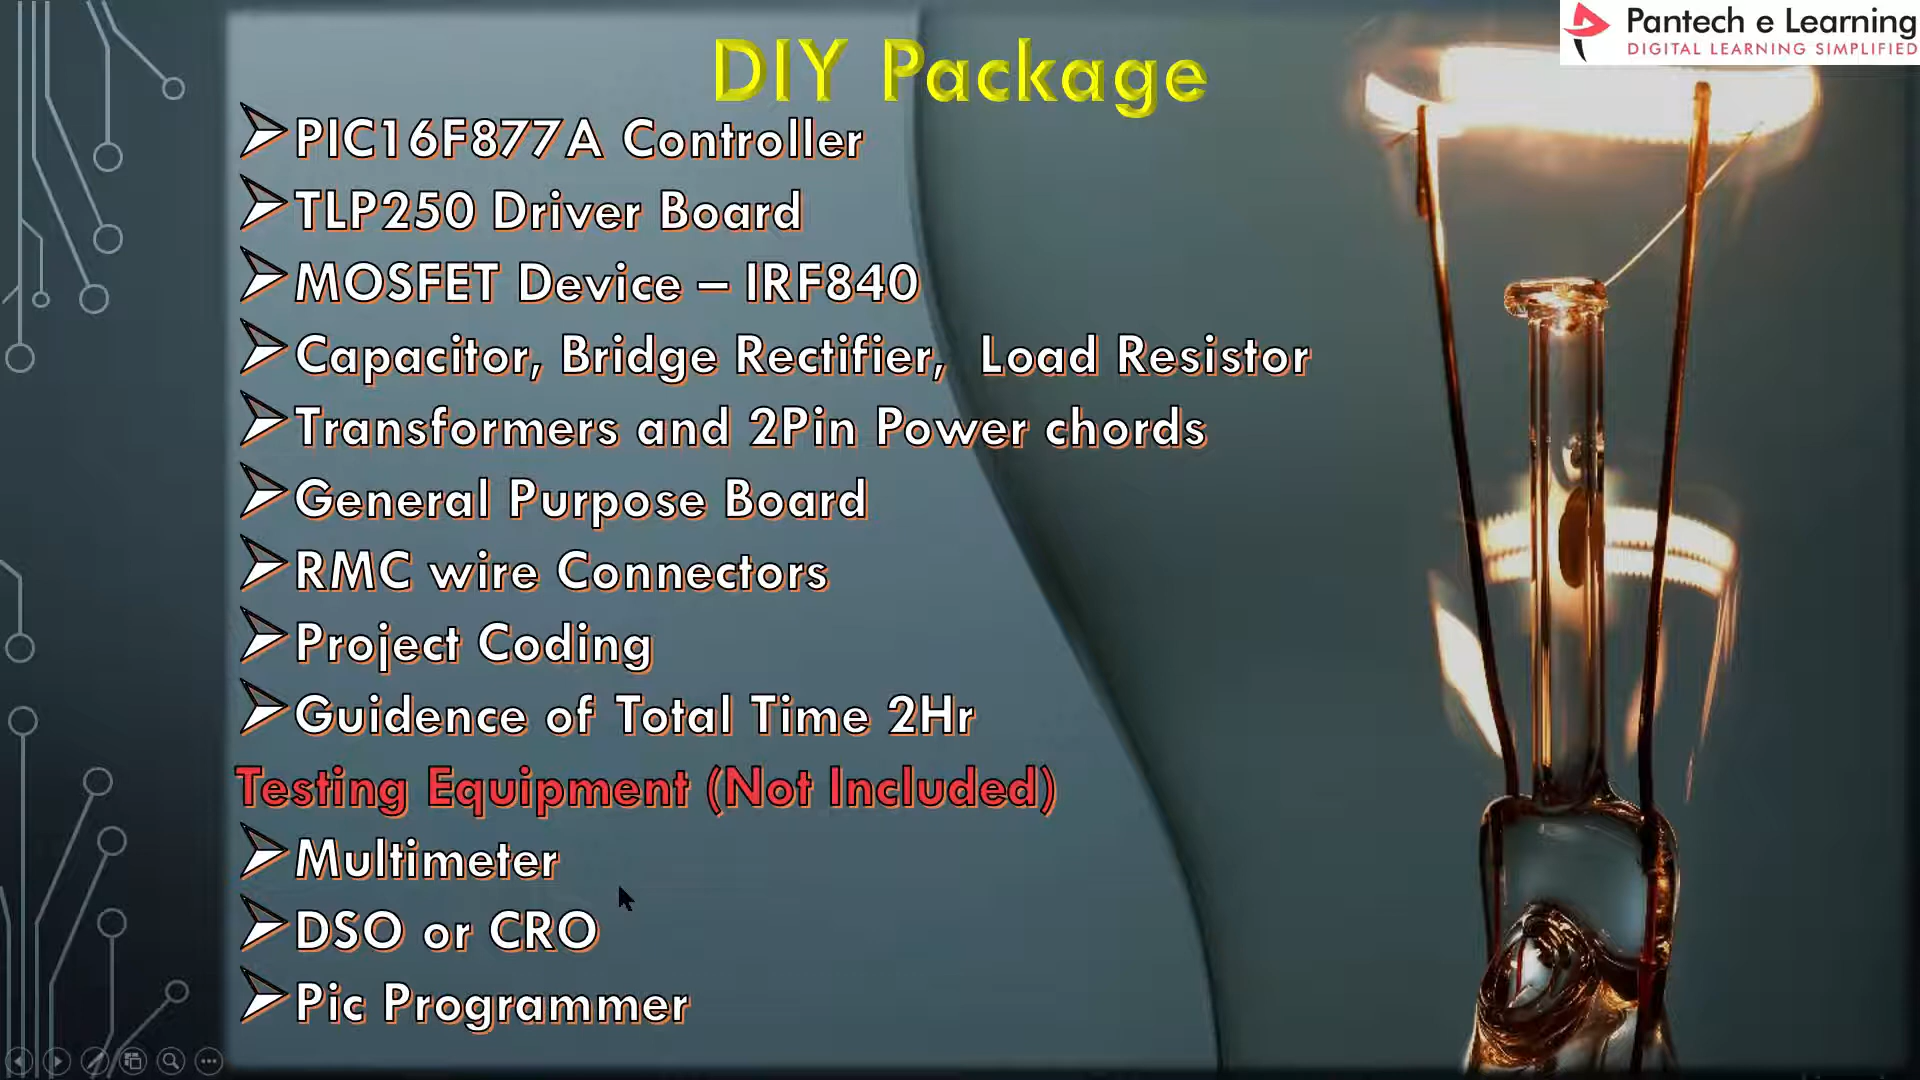 Pantech e Learning
DIGITAL LEARNING SIMPLIFIED
DIY Package
PIC16F877A Controller
TLP250 Driver Board
MOSFET Device – IRF840
Capacitor, Bridge Rectifier, Load Resistor
Transformers and 2Pin Power chords
General Purpose Board
RMC wire Connectors
Project Coding
Guidence of Total Time 2Hr
Testing Equipment (Not Included)
Multimeter
DSO or CRO
Pic Programmer